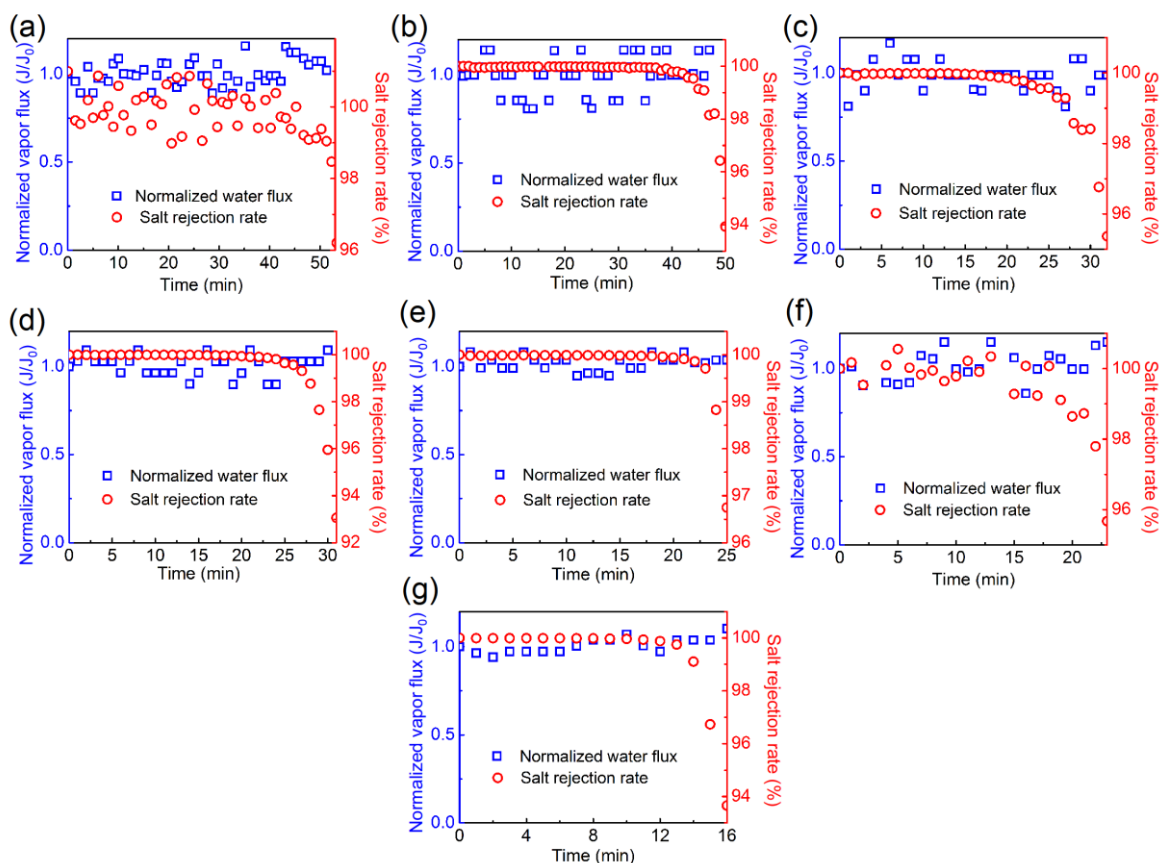 (a)
Normalized vapor flux (J/J₀)
1.0
0.5
0.0
Normalized water flux
Salt rejection rate
100
99
96
Salt rejection rate (%)
0 10 20 30 40 50
Time (min)
(b)
Normalized vapor flux (J/J₀)
1.0
0.5
0.0
Normalized water flux
Salt rejection rate
100
98
96
94
Salt rejection rate (%)
0 10 20 30 40 50
Time (min)
(c)
Normalized vapor flux (J/J₀)
1.0
0.5
0.0
Normalized water flux
Salt rejection rate
100
99
98
97
96
Salt rejection rate (%)
0 5 10 15 20 25 30
Time (min)
(d)
Normalized vapor flux (J/J₀)
1.0
0.5
0.0
Normalized water flux
Salt rejection rate
100
98
96
94
92
Salt rejection rate (%)
0 5 10 15 20 25 30
Time (min)
(e)
Normalized vapor flux (J/J₀)
1.0
0.5
0.0
Normalized water flux
Salt rejection rate
100
99
98
97
96
Salt rejection rate (%)
0 5 10 15 20 25
Time (min)
(f)
Normalized vapor flux (J/J₀)
1.0
0.5
0.0
Normalized water flux
Salt rejection rate
100
98
96
Salt rejection rate (%)
0 5 10 15 20
Time (min)
(g)
Normalized vapor flux (J/J₀)
1.0
0.5
0.0
Normalized water flux
Salt rejection rate
100
98
96
94
Salt rejection rate (%)
0 4 8 12 16
Time (min)